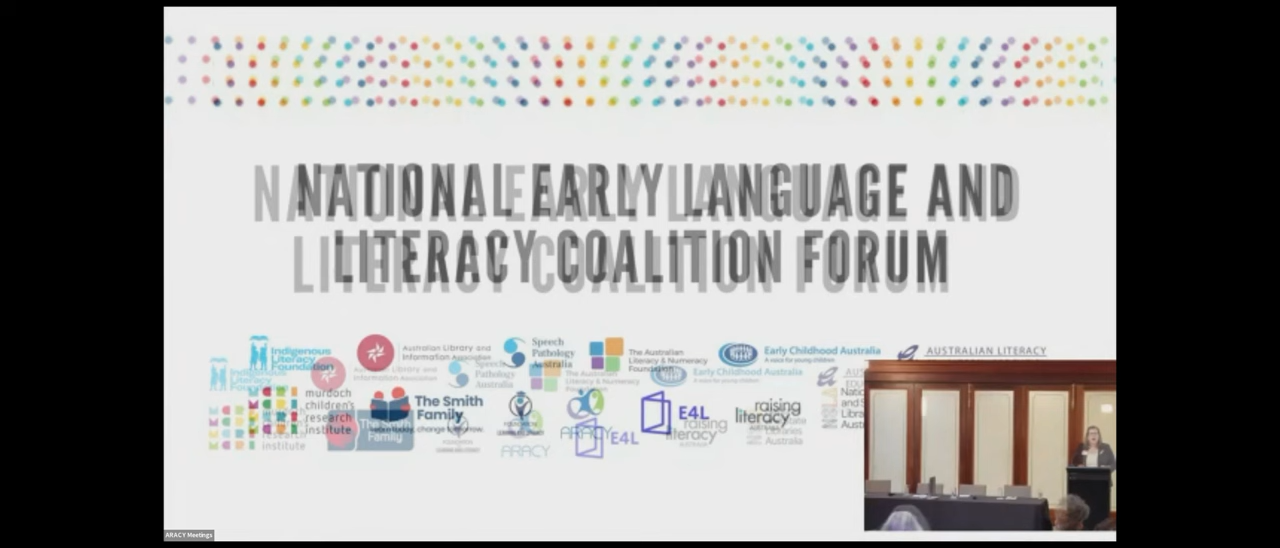 NATIONAL EARLY LANGUAGE AND
LITERACY COALITION FORUM
Indigenous
Literacy
Foundation
Australian Library and
Information Association
Speech
Pathology
Australia
The Australian
Literacy & Numeracy
Foundation
Early Childhood Australia
A voice for young children
AUSTRALIAN LITERACY
murdoch
children's
research
institute
The Smith
Family
ARACY
E4L
raising
literacy
ARACY Meetings